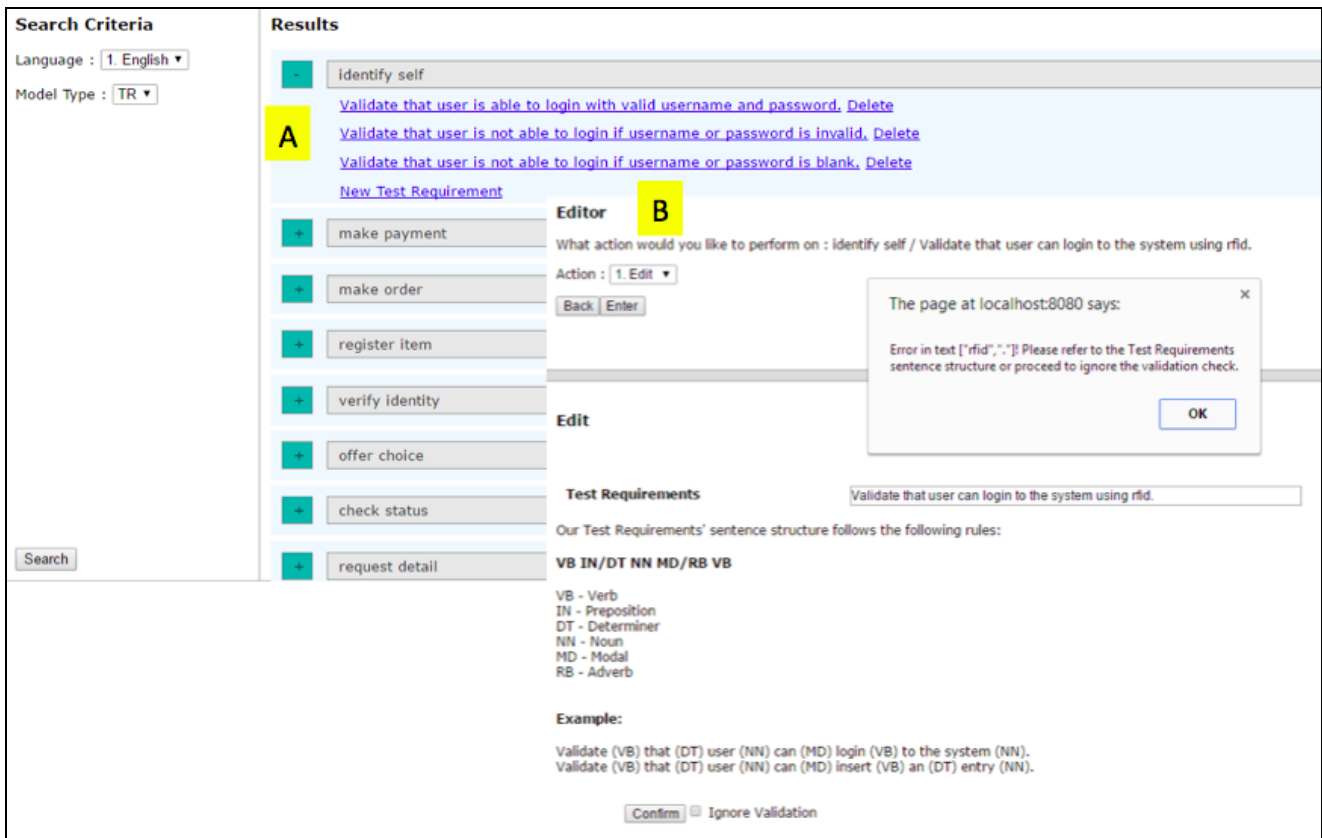 Search Criteria
Language : 1. English ▼
Model Type : TR ▼
Search
Results
-
identify self
Validate that user is able to login with valid username and password. Delete
A
Validate that user is not able to login if username or password is invalid. Delete
Validate that user is not able to login if username or password is blank. Delete
New Test Requirement
+
make payment
+
make order
+
register item
+
verify identity
+
offer choice
+
check status
+
request detail
Editor
B
What action would you like to perform on : identify self / Validate that user can login to the system using rfid.
Action : 1. Edit ▼
Back Enter
The page at localhost:8080 says:
×
Error in text ["rfid","."]! Please refer to the Test Requirements
sentence structure or proceed to ignore the validation check.
OK
Edit
Test Requirements
Validate that user can login to the system using rfid.
Our Test Requirements' sentence structure follows the following rules:
VB IN/DT NN MD/RB VB
VB - Verb
IN - Preposition
DT - Determiner
NN - Noun
MD - Modal
RB - Adverb
Example:
Validate (VB) that (DT) user (NN) can (MD) login (VB) to the system (NN).
Validate (VB) that (DT) user (NN) can (MD) insert (VB) an (DT) entry (NN).
Confirm Ignore Validation